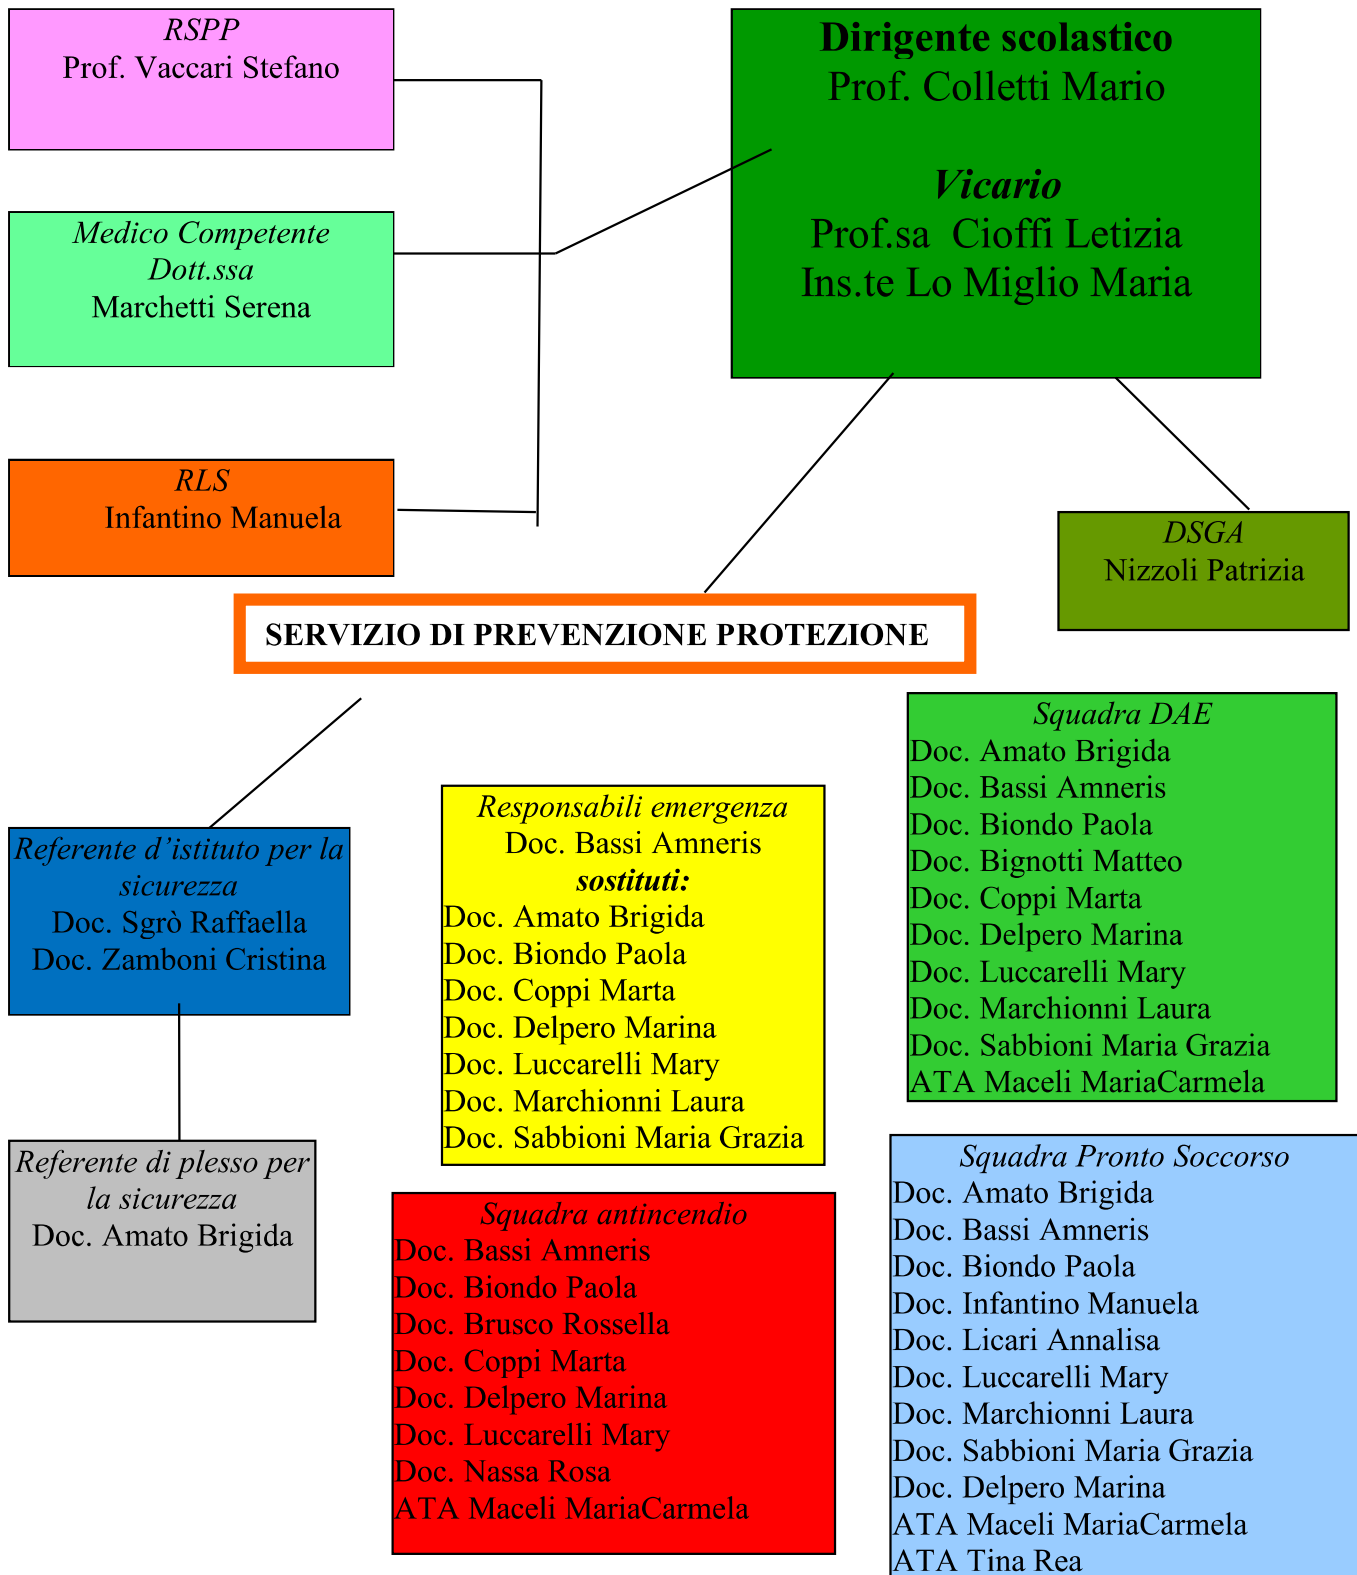 RSPP
Prof. Vaccari Stefano
Dirigente scolastico
Prof. Colletti Mario
Vicario
Prof.sa  Cioffi Letizia
Ins.te Lo Miglio Maria
Medico Competente
Dott.ssa
Marchetti Serena
RLS
Infantino Manuela
DSGA
Nizzoli Patrizia
SERVIZIO DI PREVENZIONE PROTEZIONE
Referente d’istituto per la
sicurezza
Doc. Sgrò Raffaella
Doc. Zamboni Cristina
Referente di plesso per
la sicurezza
Doc. Amato Brigida
Responsabili emergenza
Doc. Bassi Amneris
sostituti:
Doc. Amato Brigida
Doc. Biondo Paola
Doc. Coppi Marta
Doc. Delpero Marina
Doc. Luccarelli Mary
Doc. Marchionni Laura
Doc. Sabbioni Maria Grazia
Squadra antincendio
Doc. Bassi Amneris
Doc. Biondo Paola
Doc. Brusco Rossella
Doc. Coppi Marta
Doc. Delpero Marina
Doc. Luccarelli Mary
Doc. Nassa Rosa
ATA Maceli MariaCarmela
Squadra DAE
Doc. Amato Brigida
Doc. Bassi Amneris
Doc. Biondo Paola
Doc. Bignotti Matteo
Doc. Coppi Marta
Doc. Delpero Marina
Doc. Luccarelli Mary
Doc. Marchionni Laura
Doc. Sabbioni Maria Grazia
ATA Maceli MariaCarmela
Squadra Pronto Soccorso
Doc. Amato Brigida
Doc. Bassi Amneris
Doc. Biondo Paola
Doc. Infantino Manuela
Doc. Licari Annalisa
Doc. Luccarelli Mary
Doc. Marchionni Laura
Doc. Sabbioni Maria Grazia
Doc. Delpero Marina
ATA Maceli MariaCarmela
ATA Tina Rea